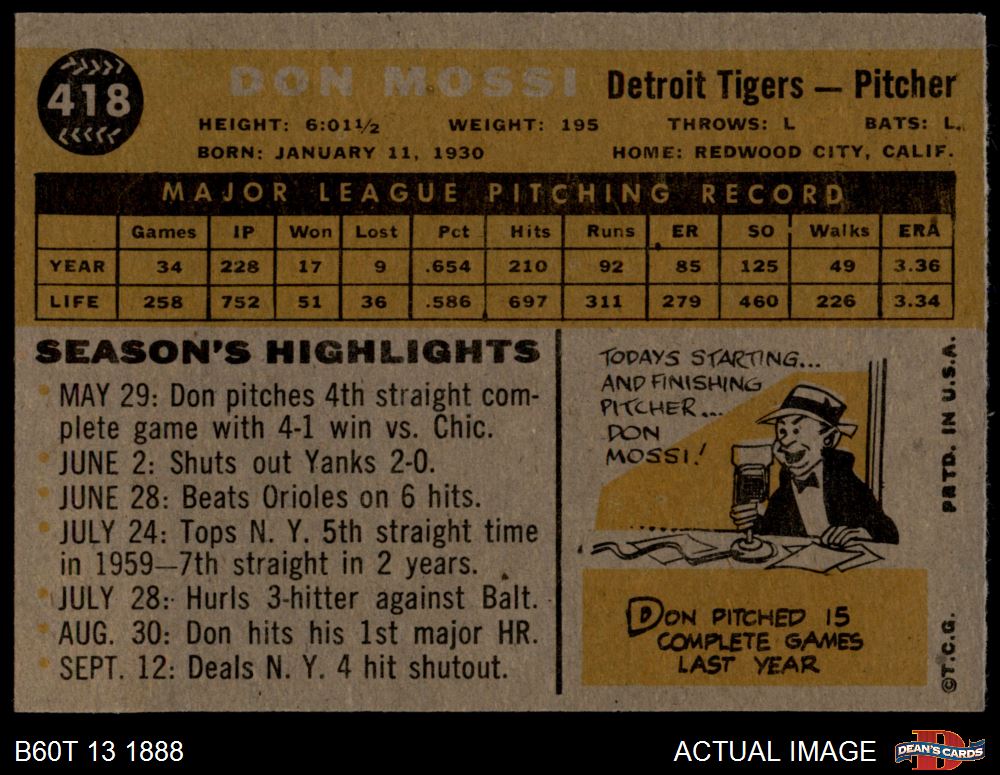 418
DON MOSSI Detroit Tigers — Pitcher
HEIGHT: 6:01½ WEIGHT: 195 THROWS: L BATS: L.
BORN: JANUARY 11, 1930 HOME: REDWOOD CITY, CALIF.
MAJOR LEAGUE PITCHING RECORD
Games IP Won Lost Pct Hits Runs ER SO Walks ERA
YEAR 34 228 17 9 .654 210 92 85 125 49 3.36
LIFE 258 752 51 36 .586 697 311 279 460 226 3.34
SEASON'S HIGHLIGHTS
• MAY 29: Don pitches 4th straight com-
plete game with 4-1 win vs. Chic.
• JUNE 2: Shuts out Yanks 2-0.
• JUNE 28: Beats Orioles on 6 hits.
• JULY 24: Tops N. Y. 5th straight time
in 1959—7th straight in 2 years.
• JULY 28: Hurls 3-hitter against Balt.
• AUG. 30: Don hits his 1st major HR.
• SEPT. 12: Deals N. Y. 4 hit shutout.
TODAYS STARTING...
AND FINISHING
PITCHER...
DON
MOSSI!
DON PITCHED 15
COMPLETE GAMES
LAST YEAR
PRTD. IN U.S.A.
©T.C.G.
B60T 13 1888
ACTUAL IMAGE
DEAN'S CARDS